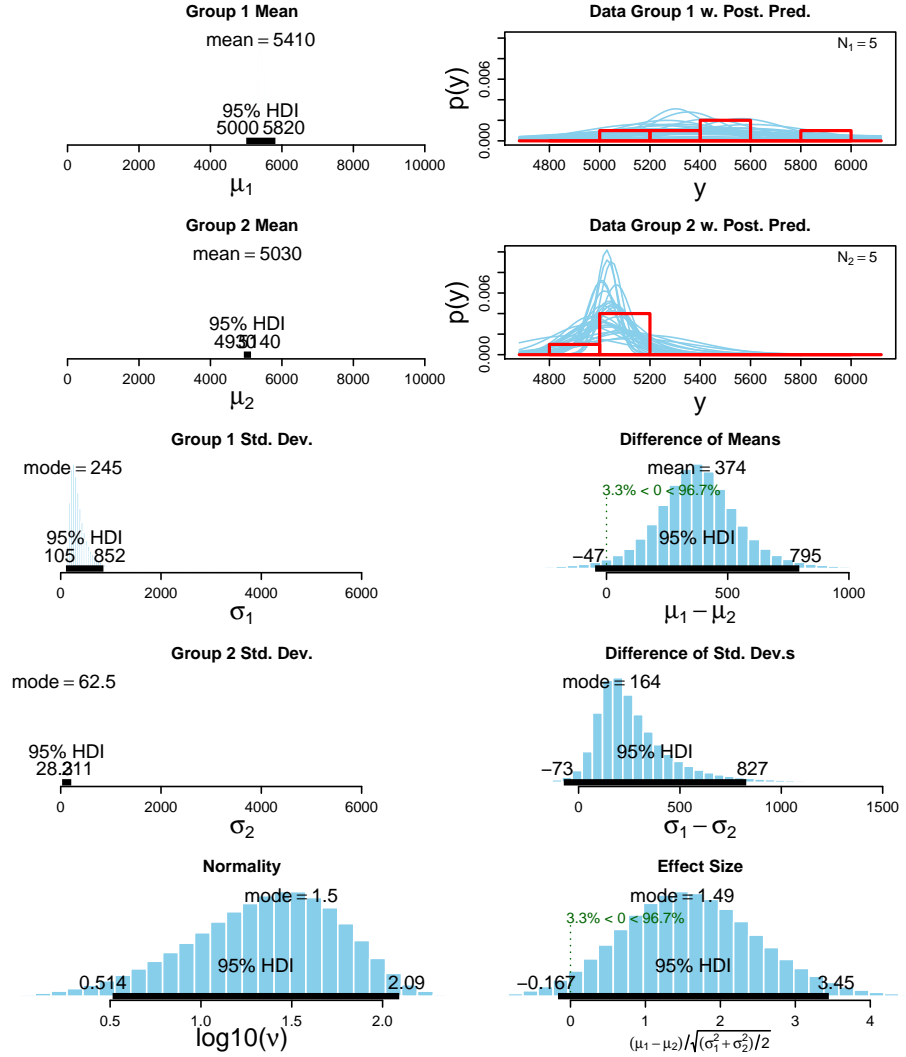 Group 1 Mean
mean = 5410
95% HDI
5000 5820
0 2000 4000 6000 8000 10000
μ1
Data Group 1 w. Post. Pred.
N1 = 5
p(y)
0.000 0.006
4800 5000 5200 5400 5600 5800 6000
y
Group 2 Mean
mean = 5030
95% HDI
4930 5140
0 2000 4000 6000 8000 10000
μ2
Data Group 2 w. Post. Pred.
N2 = 5
p(y)
0.000 0.006
4800 5000 5200 5400 5600 5800 6000
y
Group 1 Std. Dev.
mode = 245
95% HDI
105 852
0 2000 4000 6000
σ1
Difference of Means
mean = 374
3.3% < 0 < 96.7%
95% HDI
−47 795
0 500 1000
μ1 − μ2
Group 2 Std. Dev.
mode = 62.5
95% HDI
0 2000 4000 6000
σ2
Difference of Std. Dev.s
mode = 164
95% HDI
−73 827
0 500 1000 1500
σ1 − σ2
Normality
mode = 1.5
95% HDI
0.514 2.09
0.5 1.0 1.5 2.0
log10(ν)
Effect Size
mode = 1.49
3.3% < 0 < 96.7%
95% HDI
−0.167 3.45
0 1 2 3 4
(μ1 − μ2)/√(σ1² + σ2²)/2